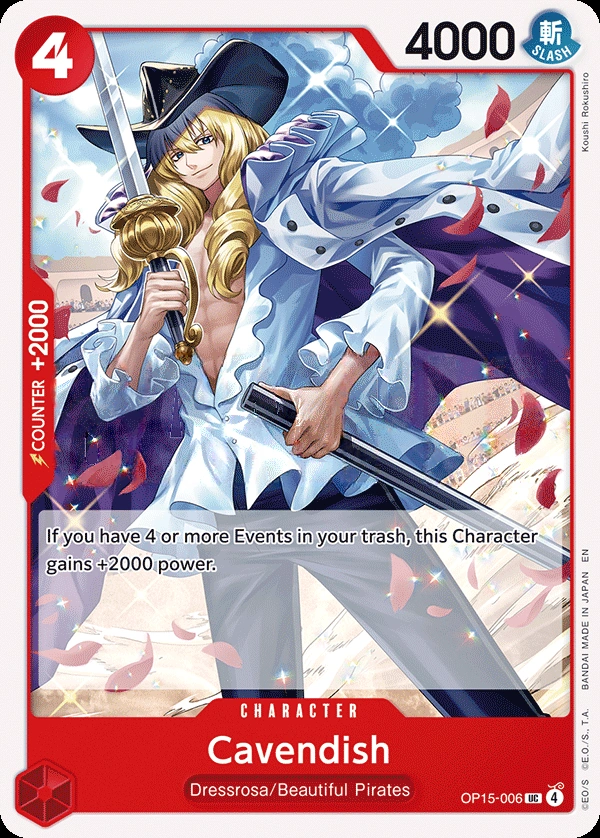 4
4000
斬
SLASH
Koushi Rokushiro
COUNTER +2000
If you have 4 or more Events in your trash, this Character
gains +2000 power.
CHARACTER
Cavendish
Dressrosa/Beautiful Pirates
OP15-006 UC 4
©EO/S ©E.O./S., T.A. BANDAI MADE IN JAPAN EN